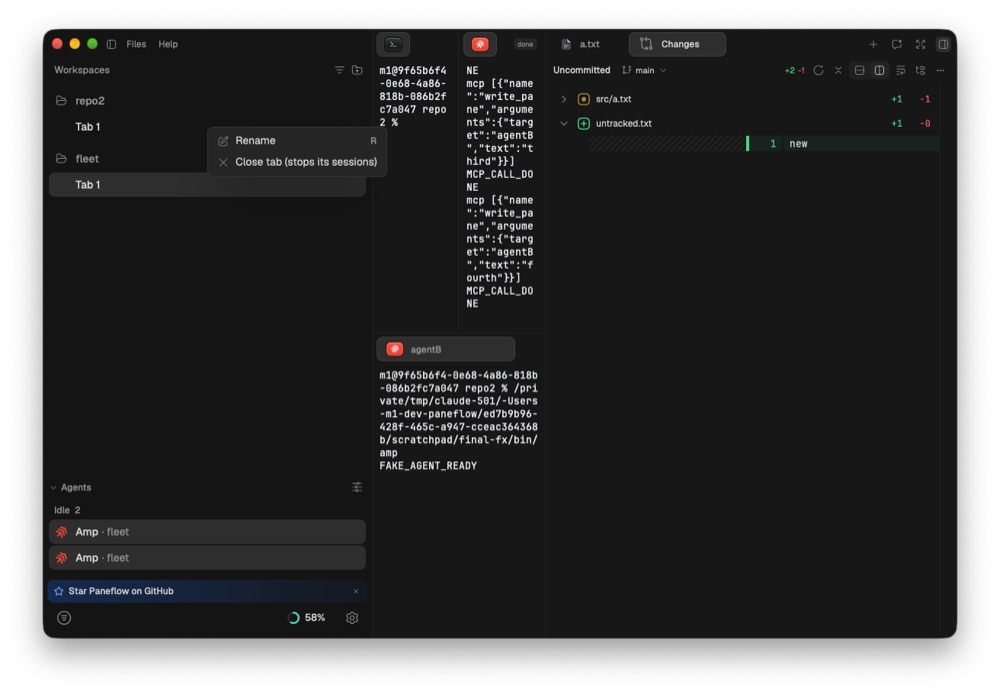 Files Help
Workspaces
repo2
Tab 1
fleet
Tab 1
Rename R
Close tab (stops its sessions)
Agents
Idle 2
Amp · fleet
Amp · fleet
Star Paneflow on GitHub ×
58%
m1@9f65b6f4
-0e68-4a86-
818b-086b2f
c7a047 repo
2 %
done
NE
mcp [{"name
":"write_pa
ne","argume
nts":{"targ
et":"agentB
","text":"t
hird"}}]
MCP_CALL_DO
NE
mcp [{"name
":"write_pa
ne","argume
nts":{"targ
et":"agentB
","text":"f
ourth"}}]
MCP_CALL_DO
NE
agentB
m1@9f65b6f4-0e68-4a86-818b
-086b2fc7a047 repo2 % /pri
vate/tmp/claude-501/-Users
-m1-dev-paneflow/ed7b9b96-
428f-465c-a947-cceac364368
b/scratchpad/final-fx/bin/
amp
FAKE_AGENT_READY
a.txt Changes
Uncommitted main +2 -1
src/a.txt +1 -1
untracked.txt +1 -0
1 new